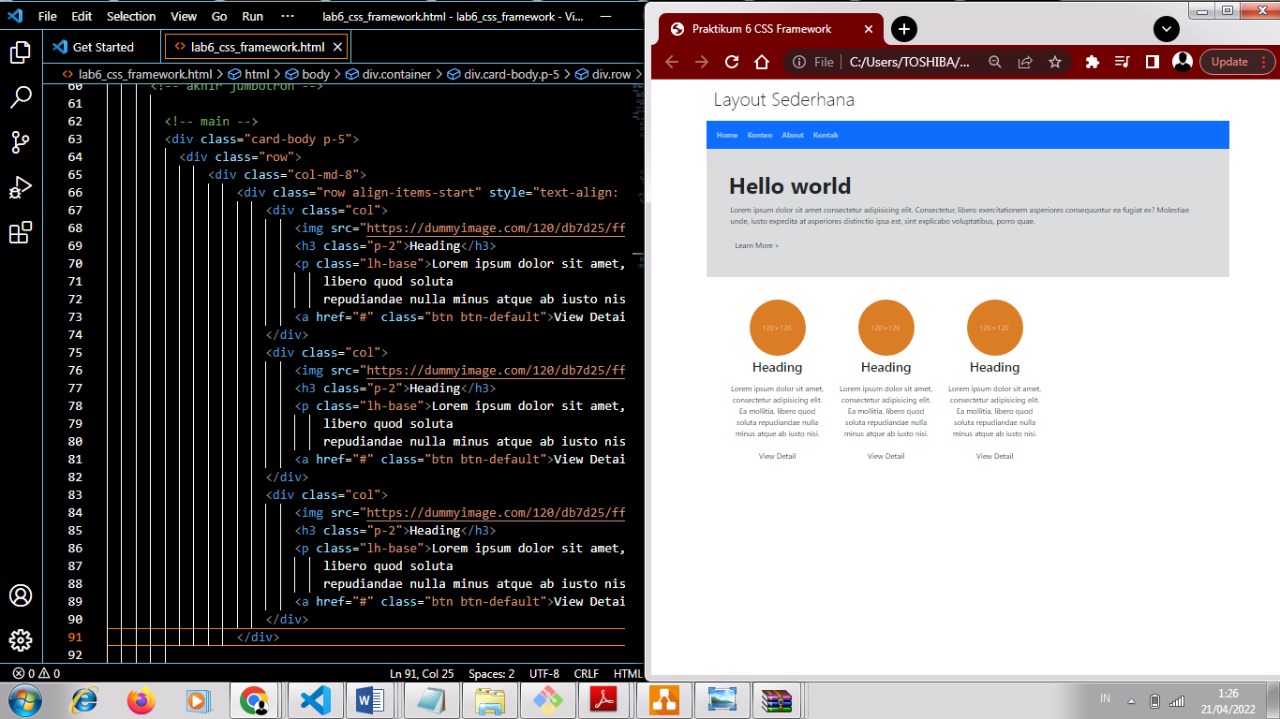 File Edit Selection View Go Run ··· lab6_css_framework.html - lab6_css_framework - Vi...
Get Started
<> lab6_css_framework.html
<> lab6_css_framework.html > html > body > div.container > div.card-body.p-5 > div.row >
60 <!-- akhir jumbotron -->
61
62 <!-- main -->
63 <div class="card-body p-5">
64 <div class="row">
65 <div class="col-md-8">
66 <div class="row align-items-start" style="text-align:
67 <div class="col">
68 <img src="https://dummyimage.com/120/db7d25/ff
69 <h3 class="p-2">Heading</h3>
70 <p class="lh-base">Lorem ipsum dolor sit amet,
71 libero quod soluta
72 repudiandae nulla minus atque ab iusto nis
73 <a href="#" class="btn btn-default">View Detai
74 </div>
75 <div class="col">
76 <img src="https://dummyimage.com/120/db7d25/ff
77 <h3 class="p-2">Heading</h3>
78 <p class="lh-base">Lorem ipsum dolor sit amet,
79 libero quod soluta
80 repudiandae nulla minus atque ab iusto nis
81 <a href="#" class="btn btn-default">View Detai
82 </div>
83 <div class="col">
84 <img src="https://dummyimage.com/120/db7d25/ff
85 <h3 class="p-2">Heading</h3>
86 <p class="lh-base">Lorem ipsum dolor sit amet,
87 libero quod soluta
88 repudiandae nulla minus atque ab iusto nis
89 <a href="#" class="btn btn-default">View Detai
90 </div>
91 </div>
92
0 0 Ln 91, Col 25 Spaces: 2 UTF-8 CRLF HTML
Praktikum 6 CSS Framework
File | C:/Users/TOSHIBA/... Update
Layout Sederhana
Home Konten About Kontak
Hello world
Lorem ipsum dolor sit amet consectetur adipisicing elit. Consectetur, libero exercitationem asperiores consequuntur ea fugiat ex? Molestiae
unde, iusto expedita at asperiores distinctio ipsa sint, sint explicabo voluptatibus, porro quae.
Learn More »
120 × 120 120 × 120 120 × 120
Heading Heading Heading
Lorem ipsum dolor sit amet, Lorem ipsum dolor sit amet, Lorem ipsum dolor sit amet,
consectetur adipisicing elit. consectetur adipisicing elit. consectetur adipisicing elit.
Ea mollitia, libero quod Ea mollitia, libero quod Ea mollitia, libero quod
soluta repudiandae nulla soluta repudiandae nulla soluta repudiandae nulla
minus atque ab iusto nisi. minus atque ab iusto nisi. minus atque ab iusto nisi.
View Detail View Detail View Detail
IN 1:26
21/04/2022